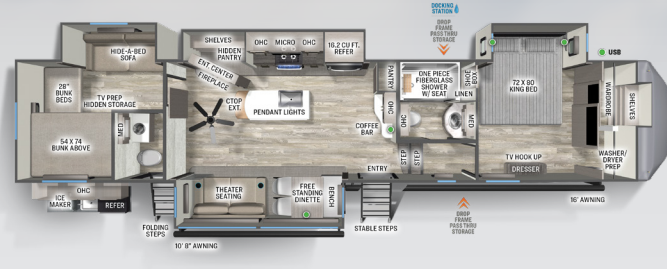 DOCKING
STATION
DROP
FRAME
PASS THRU
STORAGE
SHELVES
HIDDEN
PANTRY
OHC
MICRO
OHC
16.2 CU FT.
REFER
HIDE-A-BED
SOFA
ENT. CENTER
FIREPLACE
PANTRY
ONE PIECE
FIBERGLASS
SHOWER
W/ SEAT
SHOE
BOX
LINEN
USB
28"
BUNK
BEDS
TV PREP
HIDDEN STORAGE
72 X 80
KING BED
WARDROBE
SHELVES
CTOP
EXT.
PENDANT LIGHTS
OHC
OHC
MED
COFFEE
BAR
MED
54 X 74
BUNK ABOVE
STEP
STEP
TV HOOK UP
DRESSER
WASHER/
DRYER
PREP
ENTRY
OHC
ICE
MAKER
REFER
THEATER
SEATING
FREE
STANDING
DINETTE
BENCH
16' AWNING
FOLDING
STEPS
STABLE STEPS
DROP
FRAME
PASS THRU
STORAGE
10' 8" AWNING